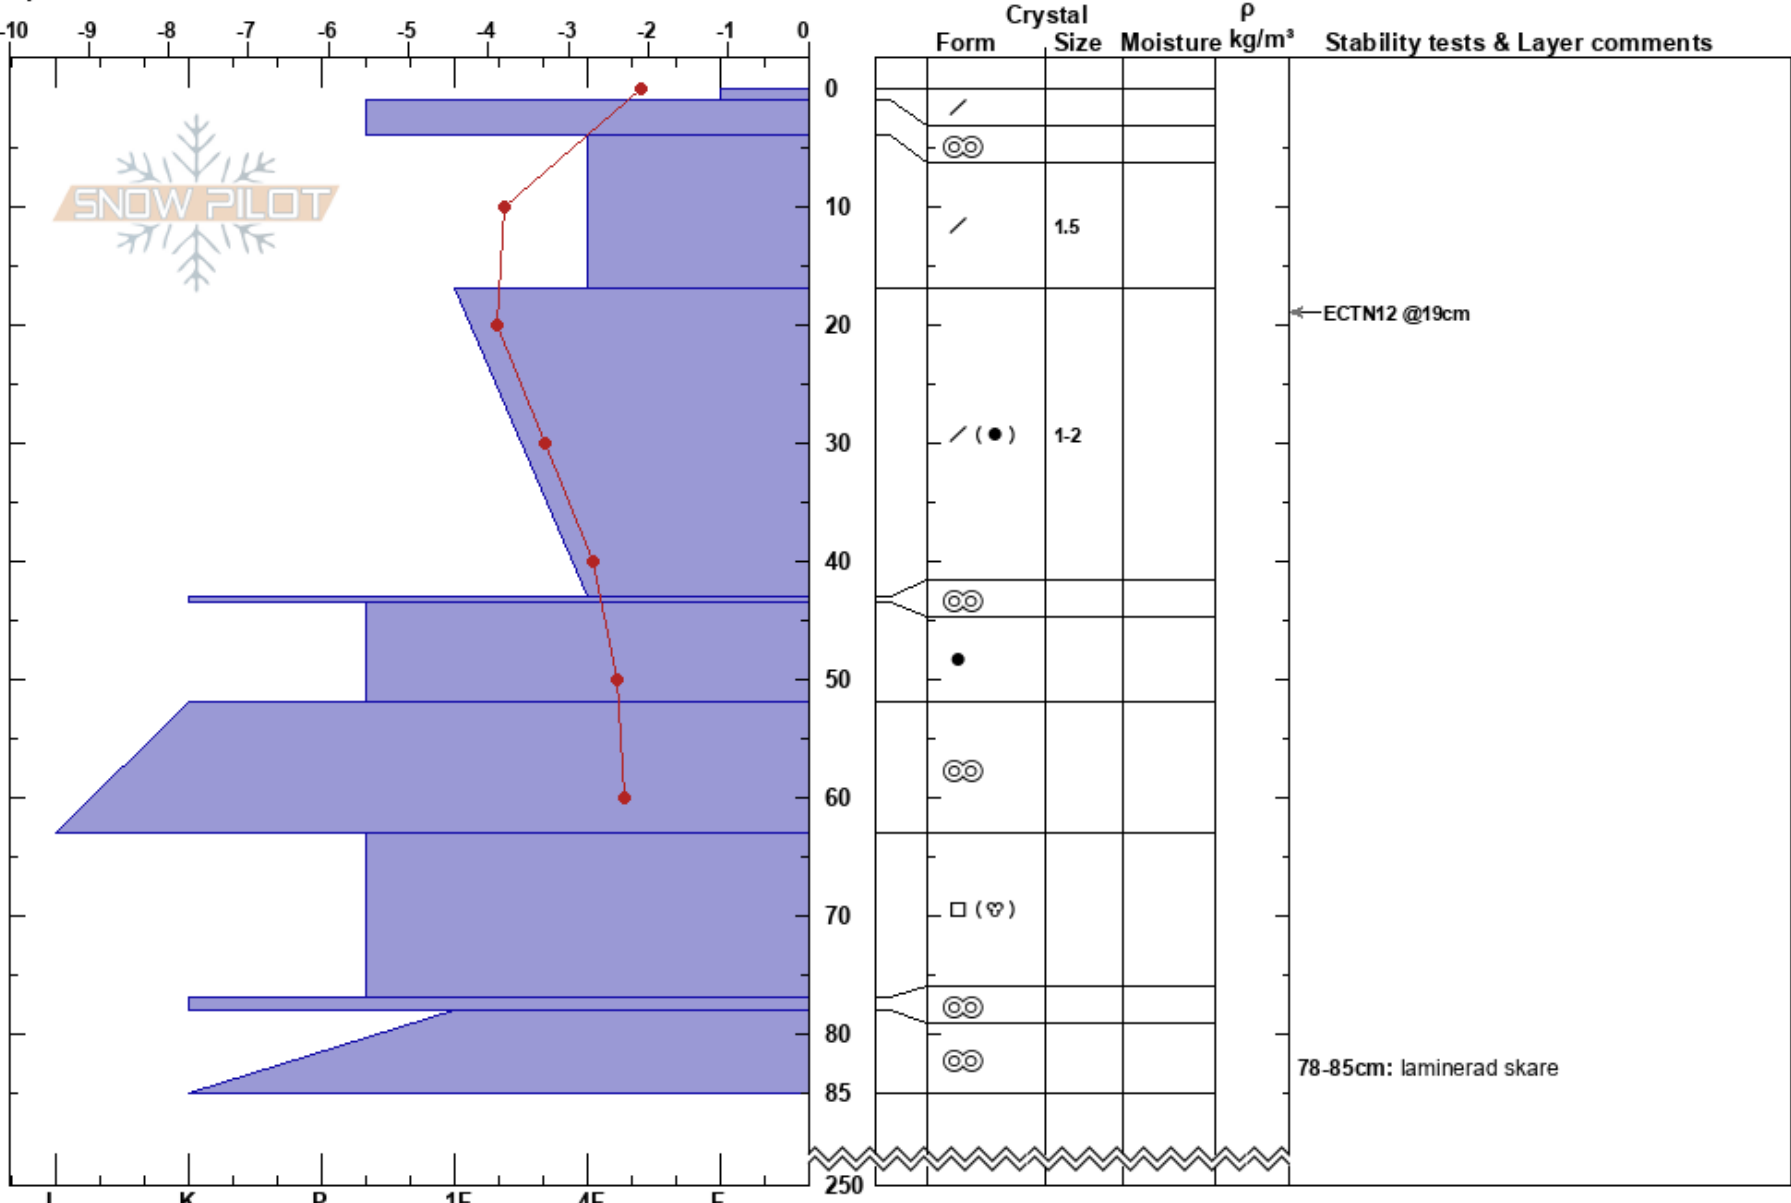 Crystal ρ
-10 -9 -8 -7 -6 -5 -4 -3 -2 -1 0 Form Size Moisture kg/m³ Stability tests & Layer comments
0
SNOW PILOT
10
1.5
ECTN12 @19cm
20
30
( ) 1-2
40
50
60
70
( )
80
78-85cm: laminerad skare
85
250
K P 1F 4F F